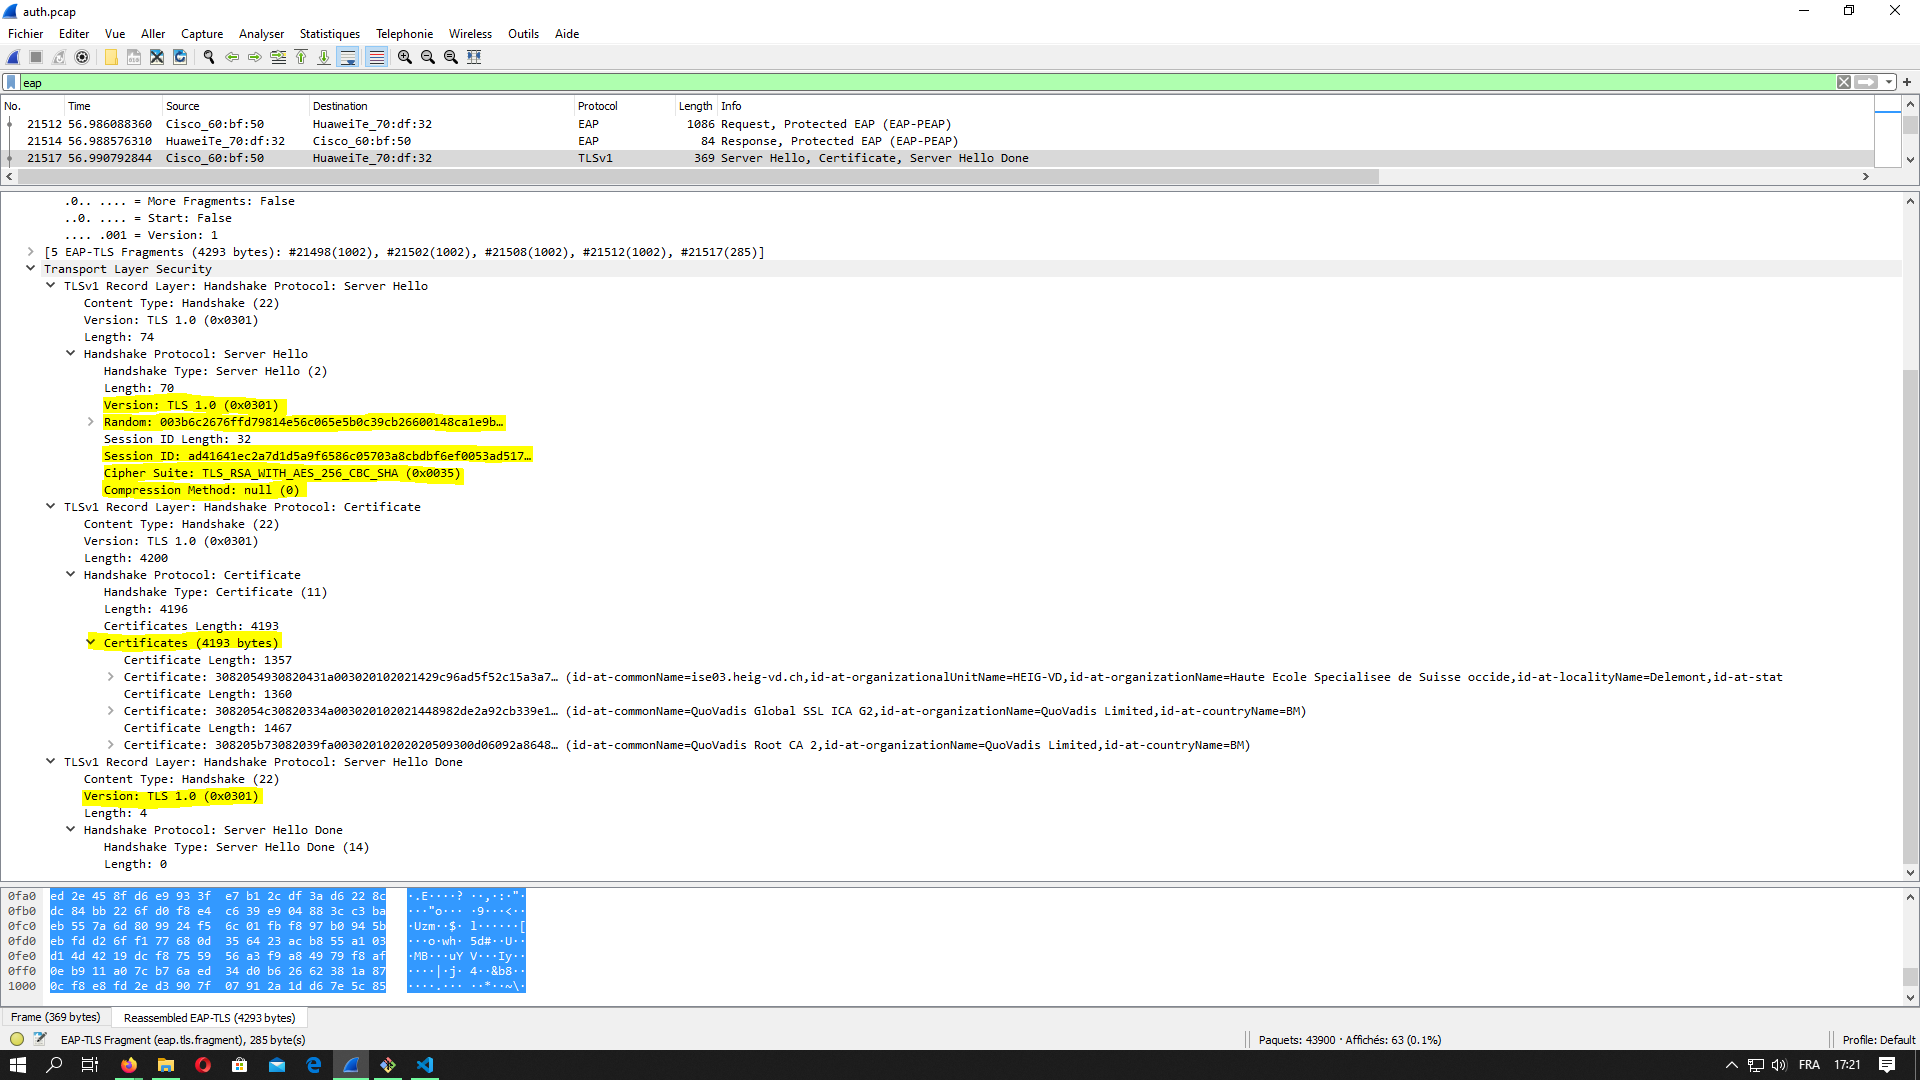 auth.pcap
Fichier Editer Vue Aller Capture Analyser Statistiques Telephonie Wireless Outils Aide
eap
No. Time Source Destination Protocol Length Info
21512 56.986088360 Cisco_60:bf:50 HuaweiTe_70:df:32 EAP 1086 Request, Protected EAP (EAP-PEAP)
21514 56.988576310 HuaweiTe_70:df:32 Cisco_60:bf:50 EAP 84 Response, Protected EAP (EAP-PEAP)
21517 56.990792844 Cisco_60:bf:50 HuaweiTe_70:df:32 TLSv1 369 Server Hello, Certificate, Server Hello Done
.0.. .... = More Fragments: False
..0. .... = Start: False
.... .001 = Version: 1
[5 EAP-TLS Fragments (4293 bytes): #21498(1002), #21502(1002), #21508(1002), #21512(1002), #21517(285)]
Transport Layer Security
TLSv1 Record Layer: Handshake Protocol: Server Hello
Content Type: Handshake (22)
Version: TLS 1.0 (0x0301)
Length: 74
Handshake Protocol: Server Hello
Handshake Type: Server Hello (2)
Length: 70
Version: TLS 1.0 (0x0301)
Random: 003b6c2676ffd79814e56c065e5b0c39cb26600148ca1e9b…
Session ID Length: 32
Session ID: ad41641ec2a7d1d5a9f6586c05703a8cbdbf6ef0053ad517…
Cipher Suite: TLS_RSA_WITH_AES_256_CBC_SHA (0x0035)
Compression Method: null (0)
TLSv1 Record Layer: Handshake Protocol: Certificate
Content Type: Handshake (22)
Version: TLS 1.0 (0x0301)
Length: 4200
Handshake Protocol: Certificate
Handshake Type: Certificate (11)
Length: 4196
Certificates Length: 4193
Certificates (4193 bytes)
Certificate Length: 1357
Certificate: 3082054930820431a003020102021429c96ad5f52c15a3a7… (id-at-commonName=ise03.heig-vd.ch,id-at-organizationalUnitName=HEIG-VD,id-at-organizationName=Haute Ecole Specialisee de Suisse occide,id-at-localityName=Delemont,id-at-stat
Certificate Length: 1360
Certificate: 3082054c30820334a003020102021448982de2a92cb339e1… (id-at-commonName=QuoVadis Global SSL ICA G2,id-at-organizationName=QuoVadis Limited,id-at-countryName=BM)
Certificate Length: 1467
Certificate: 308205b73082039fa00302010202020509300d06092a8648… (id-at-commonName=QuoVadis Root CA 2,id-at-organizationName=QuoVadis Limited,id-at-countryName=BM)
TLSv1 Record Layer: Handshake Protocol: Server Hello Done
Content Type: Handshake (22)
Version: TLS 1.0 (0x0301)
Length: 4
Handshake Protocol: Server Hello Done
Handshake Type: Server Hello Done (14)
Length: 0
0fa0 ed 2e 45 8f d6 e9 93 3f e7 b1 2c df 3a d6 22 8c ·.E····? ··,·:·"·
0fb0 dc 84 bb 22 6f d0 f8 e4 c6 39 e9 04 88 3c c3 ba ···"o··· ·9···<··
0fc0 eb 55 7a 6d 80 99 24 f5 6c 01 fb f8 97 b0 94 5b ·Uzm··$· l······[
0fd0 eb fd d2 6f f1 77 68 0d 35 64 23 ac b8 55 a1 03 ···o·wh· 5d#··U··
0fe0 d1 4d 42 19 dc f8 75 59 56 a3 f9 a8 49 79 f8 af ·MB···uY V···Iy··
0ff0 0e b9 11 a0 7c b7 6a ed 34 d0 b6 26 62 38 1a 87 ····|·j· 4··&b8··
1000 0c f8 e8 fd 2e d3 90 7f 07 91 2a 1d d6 7e 5c 85 ····.··· ··*··~\·
Frame (369 bytes) Reassembled EAP-TLS (4293 bytes)
EAP-TLS Fragment (eap.tls.fragment), 285 byte(s) Paquets: 43900 · Affichés: 63 (0.1%) Profile: Default
FRA 17:21